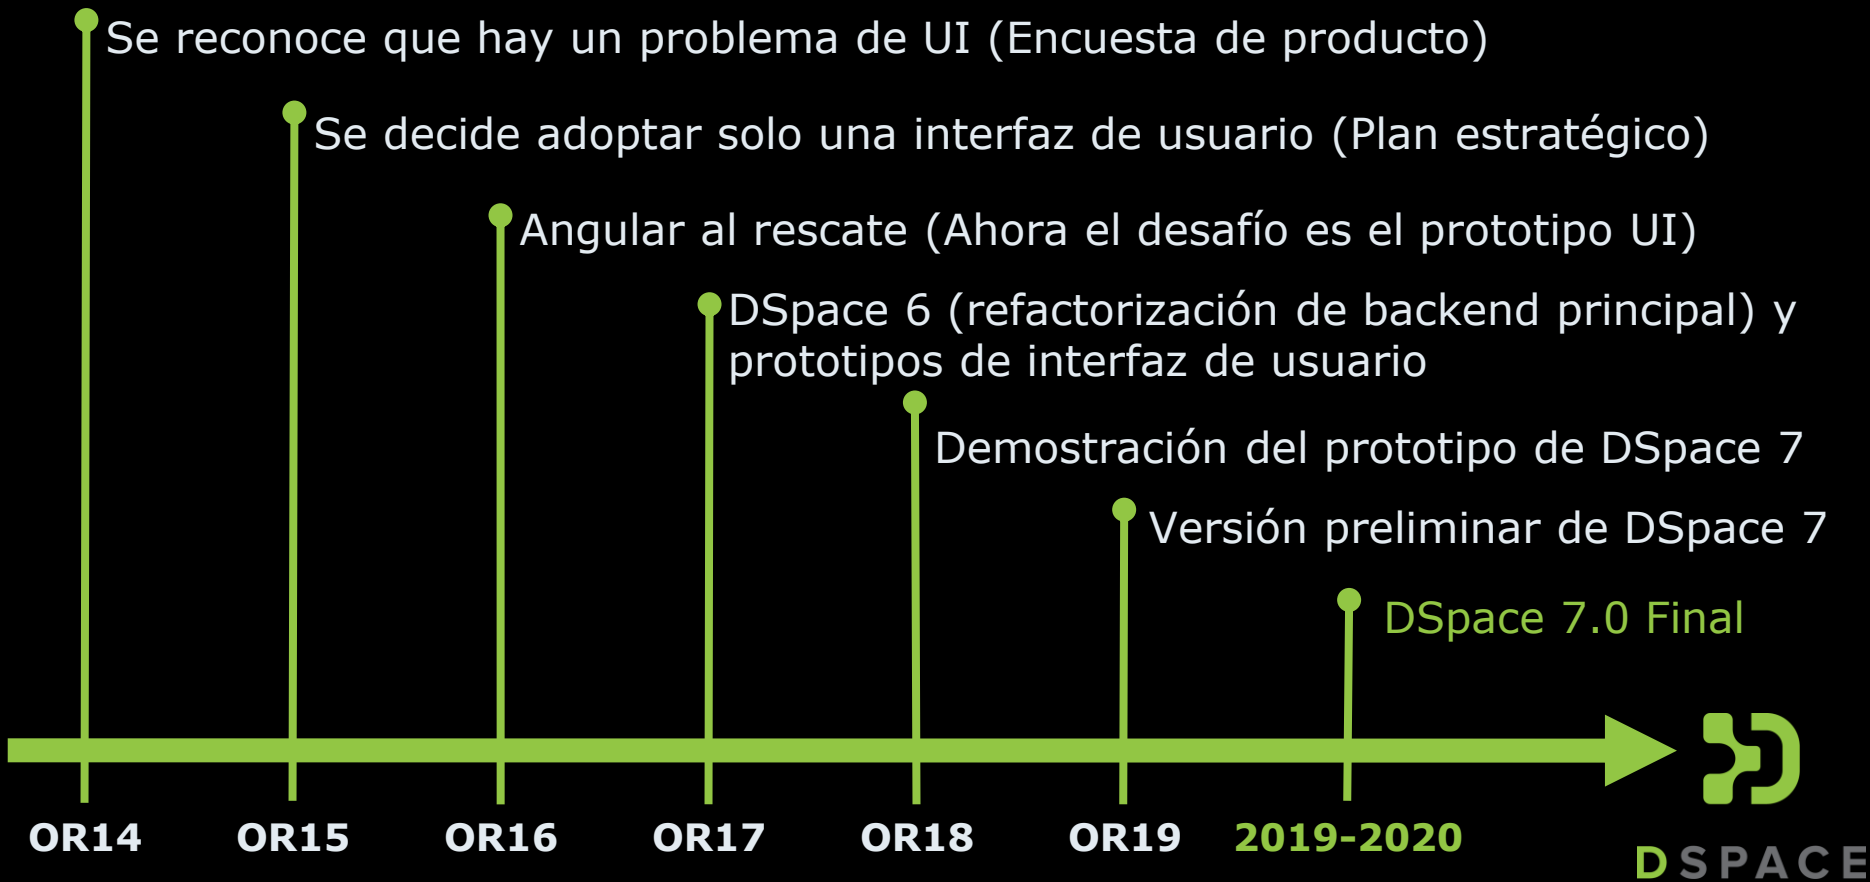 Se reconoce que hay un problema de UI (Encuesta de producto)
Se decide adoptar solo una interfaz de usuario (Plan estratégico)
Angular al rescate (Ahora el desafío es el prototipo UI)
DSpace 6 (refactorización de backend principal) y
prototipos de interfaz de usuario
Demostración del prototipo de DSpace 7
Versión preliminar de DSpace 7
DSpace 7.0 Final
OR14 OR15 OR16 OR17 OR18 OR19 2019-2020
DSPACE